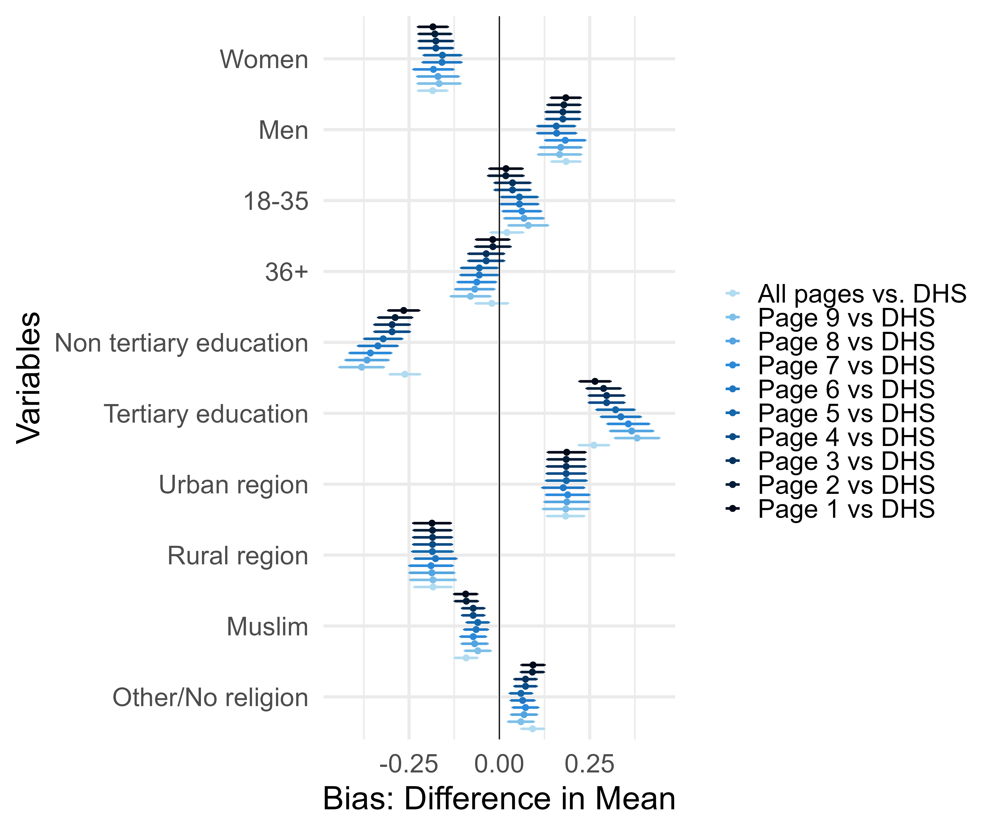 Variables
Women
Men
18-35
36+
Non tertiary education
Tertiary education
Urban region
Rural region
Muslim
Other/No religion
-0.25
0.00
0.25
Bias: Difference in Mean
All pages vs. DHS
Page 9 vs DHS
Page 8 vs DHS
Page 7 vs DHS
Page 6 vs DHS
Page 5 vs DHS
Page 4 vs DHS
Page 3 vs DHS
Page 2 vs DHS
Page 1 vs DHS